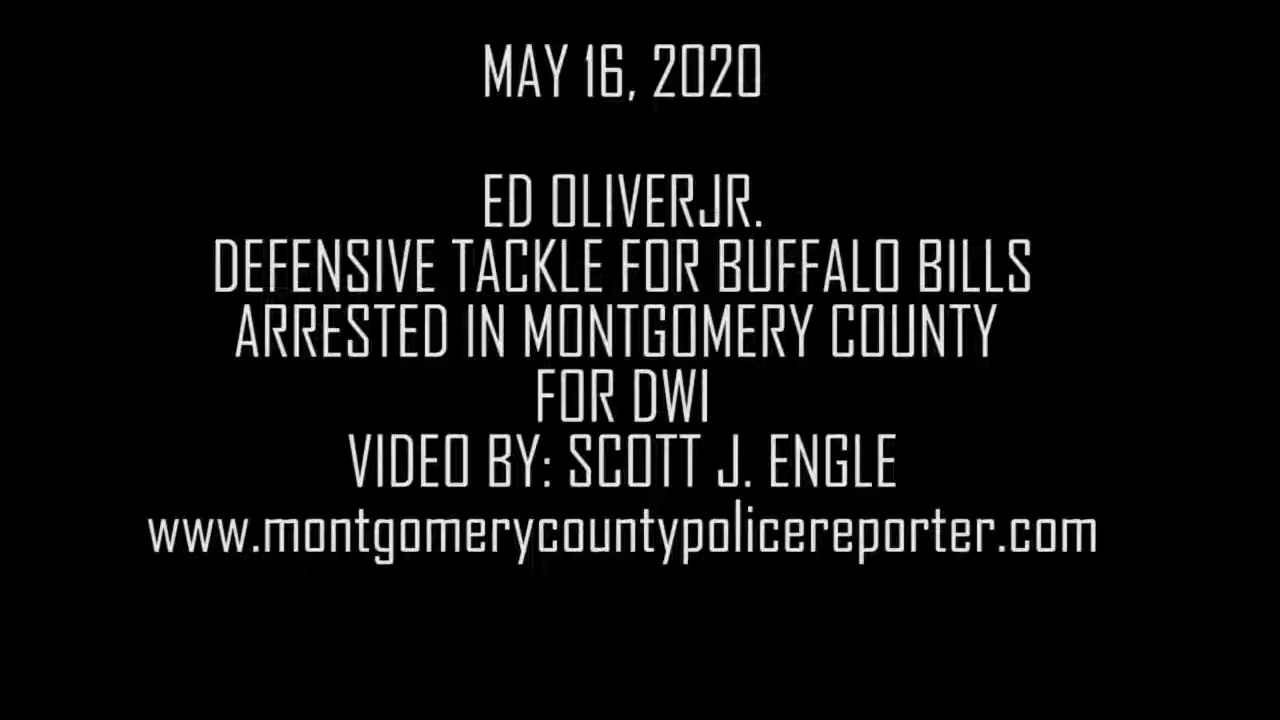 MAY 16, 2020
ED OLIVERJR.
DEFENSIVE TACKLE FOR BUFFALO BILLS
ARRESTED IN MONTGOMERY COUNTY
FOR DWI
VIDEO BY: SCOTT J. ENGLE
www.montgomerycountypolicereporter.com